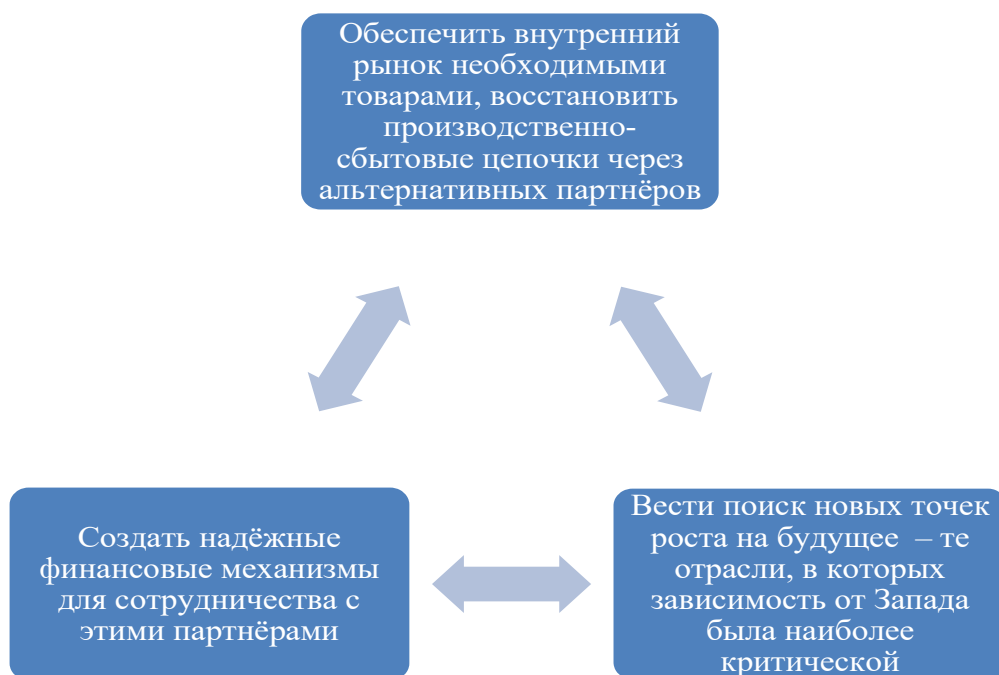 Обеспечить внутренний
рынок необходимыми
товарами, восстановить
производственно-
сбытовые цепочки через
альтернативных партнёров
Создать надёжные
финансовые механизмы
для сотрудничества с
этими партнёрами
Вести поиск новых точек
роста на будущее – те
отрасли, в которых
зависимость от Запада
была наиболее
критической